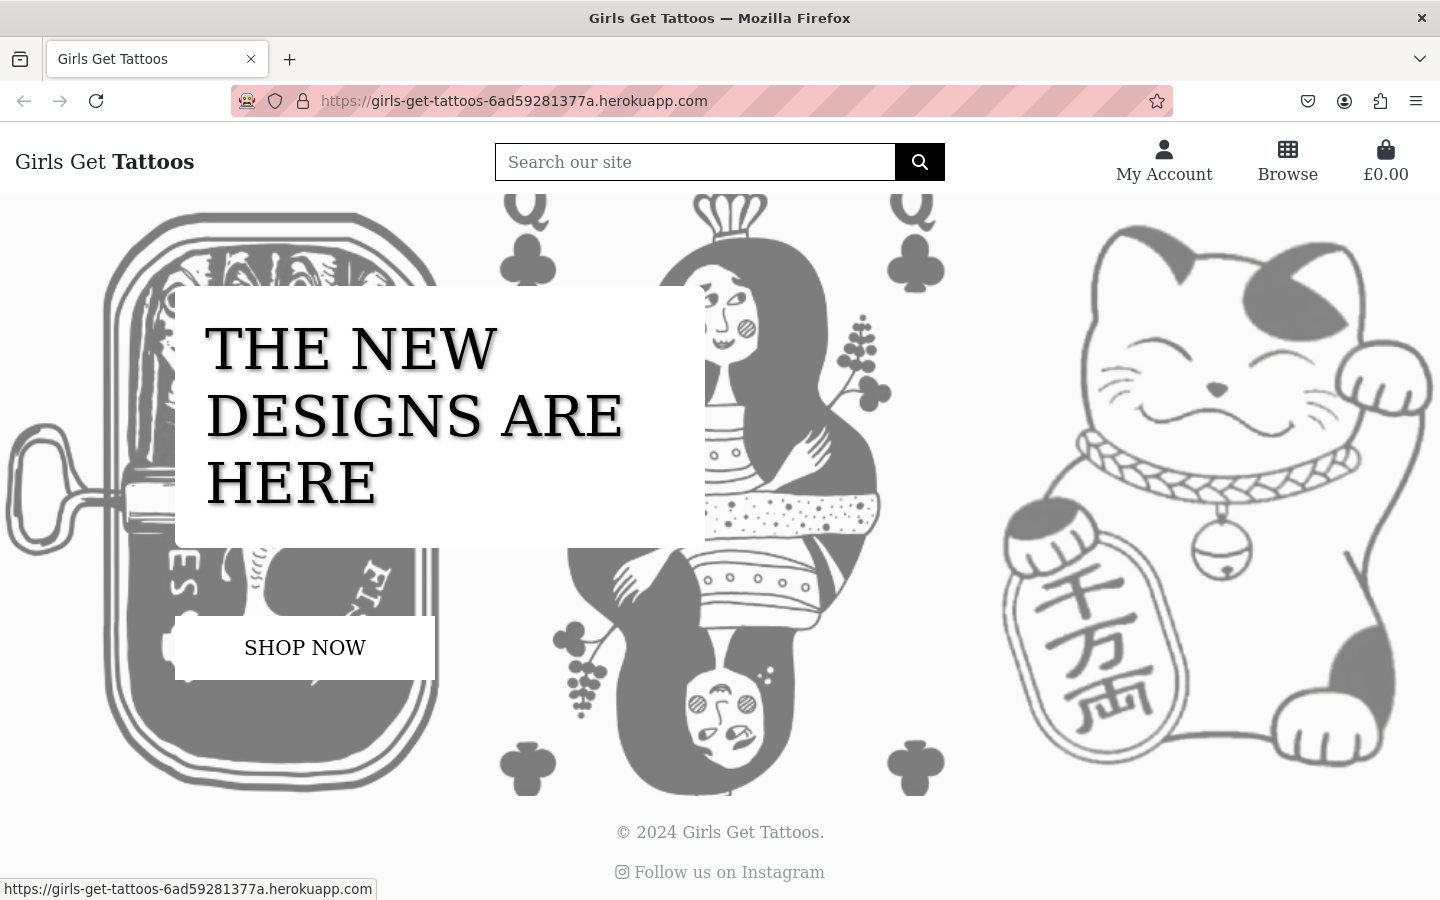 Girls Get Tattoos — Mozilla Firefox
Girls Get Tattoos
https://girls-get-tattoos-6ad59281377a.herokuapp.com
Girls Get Tattoos
Search our site
My Account
Browse
£0.00
Q
Q
THE NEW
DESIGNS ARE
HERE
ES
SHOP NOW
千
万
両
© 2024 Girls Get Tattoos.
Follow us on Instagram
https://girls-get-tattoos-6ad59281377a.herokuapp.com